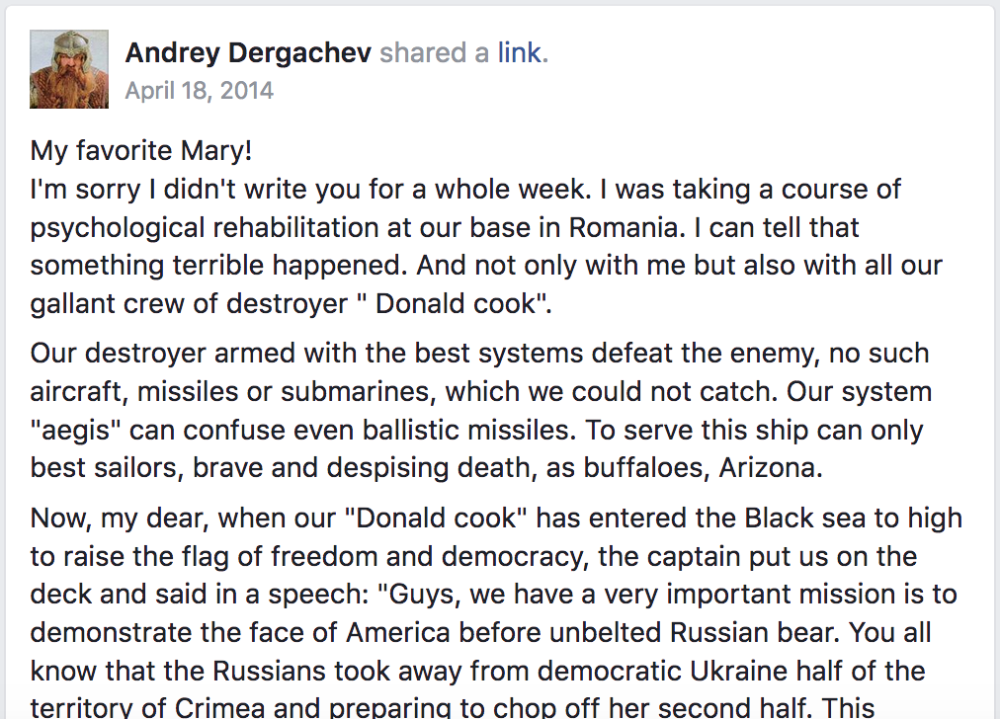 Andrey Dergachev shared a link.
April 18, 2014
My favorite Mary!
I'm sorry I didn't write you for a whole week. I was taking a course of
psychological rehabilitation at our base in Romania. I can tell that
something terrible happened. And not only with me but also with all our
gallant crew of destroyer " Donald cook".
Our destroyer armed with the best systems defeat the enemy, no such
aircraft, missiles or submarines, which we could not catch. Our system
"aegis" can confuse even ballistic missiles. To serve this ship can only
best sailors, brave and despising death, as buffaloes, Arizona.
Now, my dear, when our "Donald cook" has entered the Black sea to high
to raise the flag of freedom and democracy, the captain put us on the
deck and said in a speech: "Guys, we have a very important mission is to
demonstrate the face of America before unbelted Russian bear. You all
know that the Russians took away from democratic Ukraine half of the
territory of Crimea and preparing to chop off her second half. This